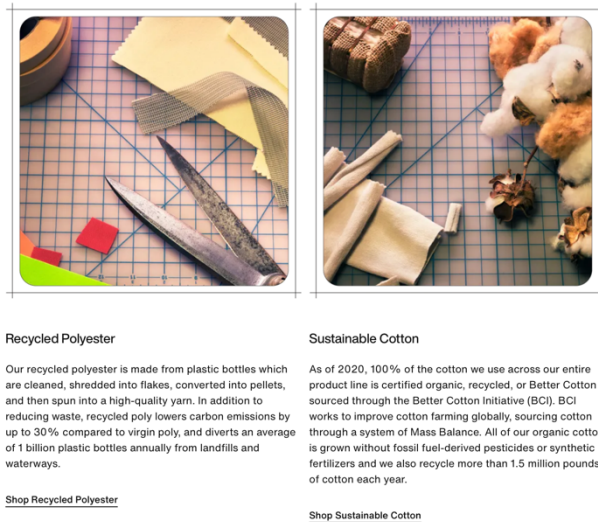 Recycled Polyester
Our recycled polyester is made from plastic bottles which
are cleaned, shredded into flakes, converted into pellets,
and then spun into a high-quality yarn. In addition to
reducing waste, recycled poly lowers carbon emissions by
up to 30% compared to virgin poly, and diverts an average
of 1 billion plastic bottles annually from landfills and
waterways.
Shop Recycled Polyester
Sustainable Cotton
As of 2020, 100% of the cotton we use across our entire
product line is certified organic, recycled, or Better Cotton
sourced through the Better Cotton Initiative (BCI). BCI
works to improve cotton farming globally, sourcing cotton
through a system of Mass Balance. All of our organic cotto
is grown without fossil fuel-derived pesticides or synthetic
fertilizers and we also recycle more than 1.5 million pounds
of cotton each year.
Shop Sustainable Cotton